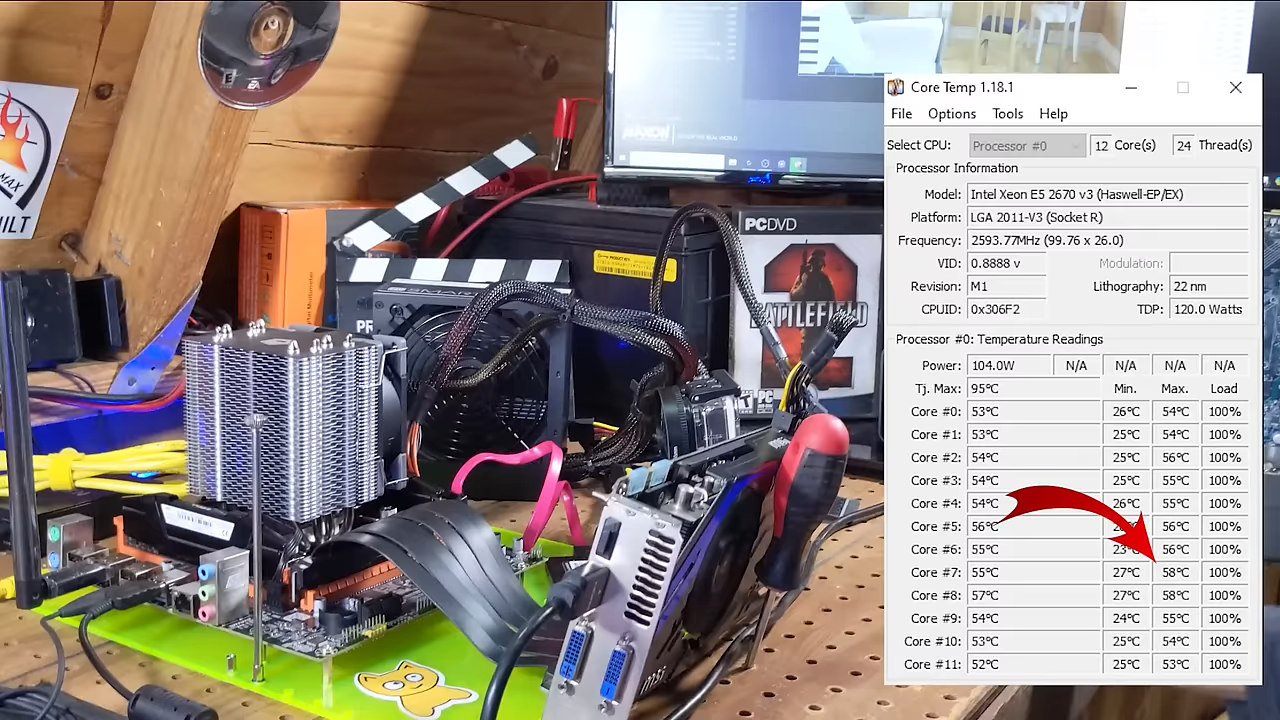 E
EA
MAX
ILT
PCDVD
BATTLEFIELD
2
PC
MAXON
Core Temp 1.18.1
File Options Tools Help
Select CPU: Processor #0 12 Core(s) 24 Thread(s)
Processor Information
Model: Intel Xeon E5 2670 v3 (Haswell-EP/EX)
Platform: LGA 2011-V3 (Socket R)
Frequency: 2593.77MHz (99.76 x 26.0)
VID: 0.8888 v Modulation:
Revision: M1 Lithography: 22 nm
CPUID: 0x306F2 TDP: 120.0 Watts
Processor #0: Temperature Readings
Power: 104.0W N/A N/A N/A N/A
Tj. Max: 95°C Min. Max. Load
Core #0: 53°C 26°C 54°C 100%
Core #1: 53°C 25°C 54°C 100%
Core #2: 54°C 25°C 56°C 100%
Core #3: 54°C 25°C 55°C 100%
Core #4: 54°C 26°C 55°C 100%
Core #5: 56°C 56°C 100%
Core #6: 55°C 23°C 56°C 100%
Core #7: 55°C 27°C 58°C 100%
Core #8: 57°C 27°C 58°C 100%
Core #9: 54°C 24°C 55°C 100%
Core #10: 53°C 25°C 54°C 100%
Core #11: 52°C 25°C 53°C 100%